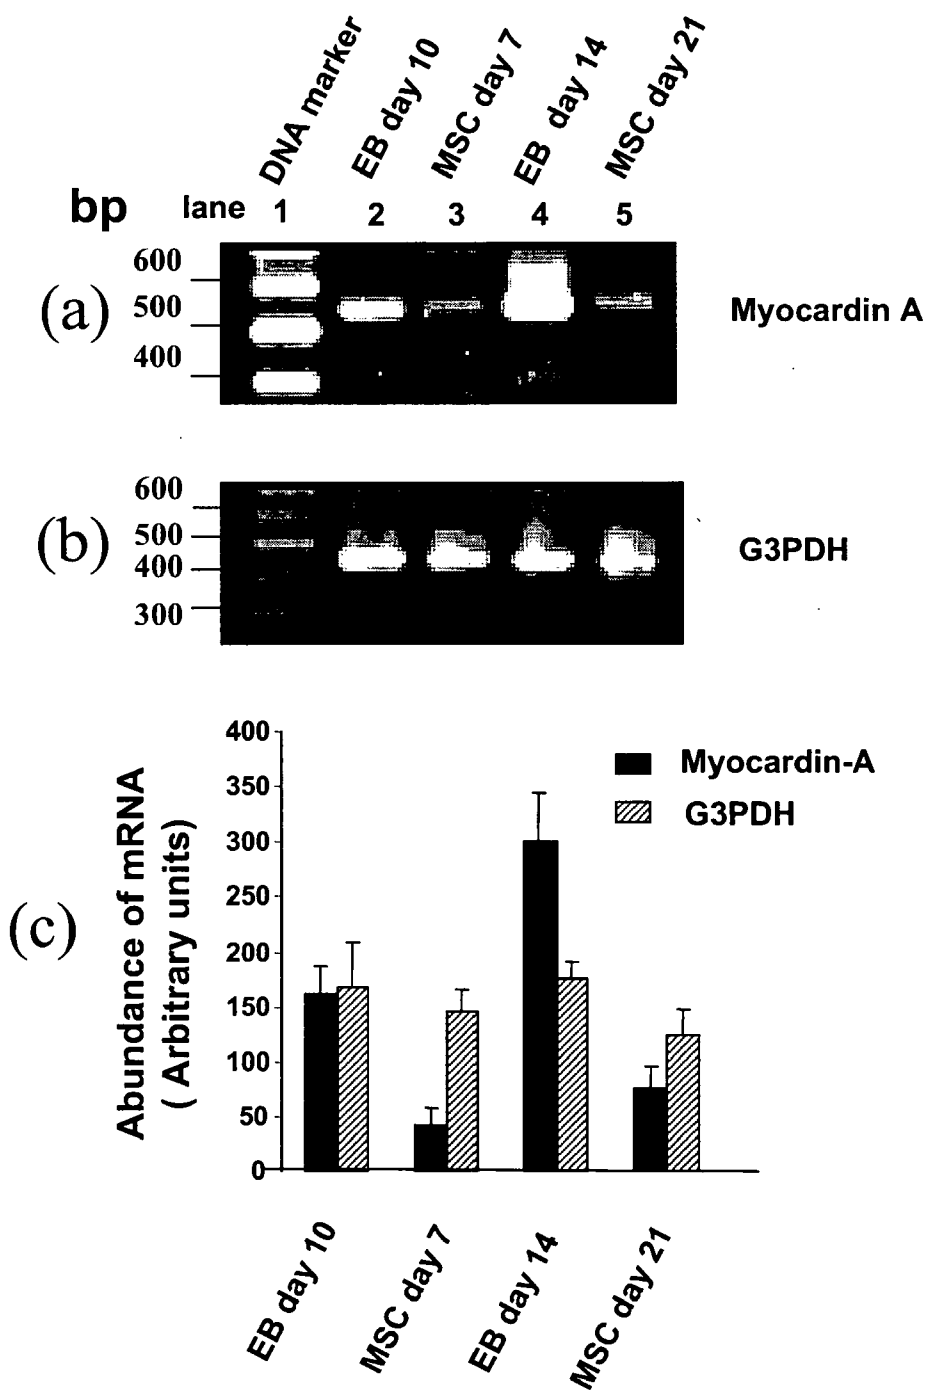 DNA marker
EB day 10
MSC day 7
EB day 14
MSC day 21
bp lane 1 2 3 4 5
(a)
600
500
400
Myocardin A
(b)
600
500
400
300
G3PDH
(c)
Abundance of mRNA
( Arbitrary units)
400
350
300
250
200
150
100
50
0
Myocardin-A
G3PDH
EB day 10
MSC day 7
EB day 14
MSC day 21